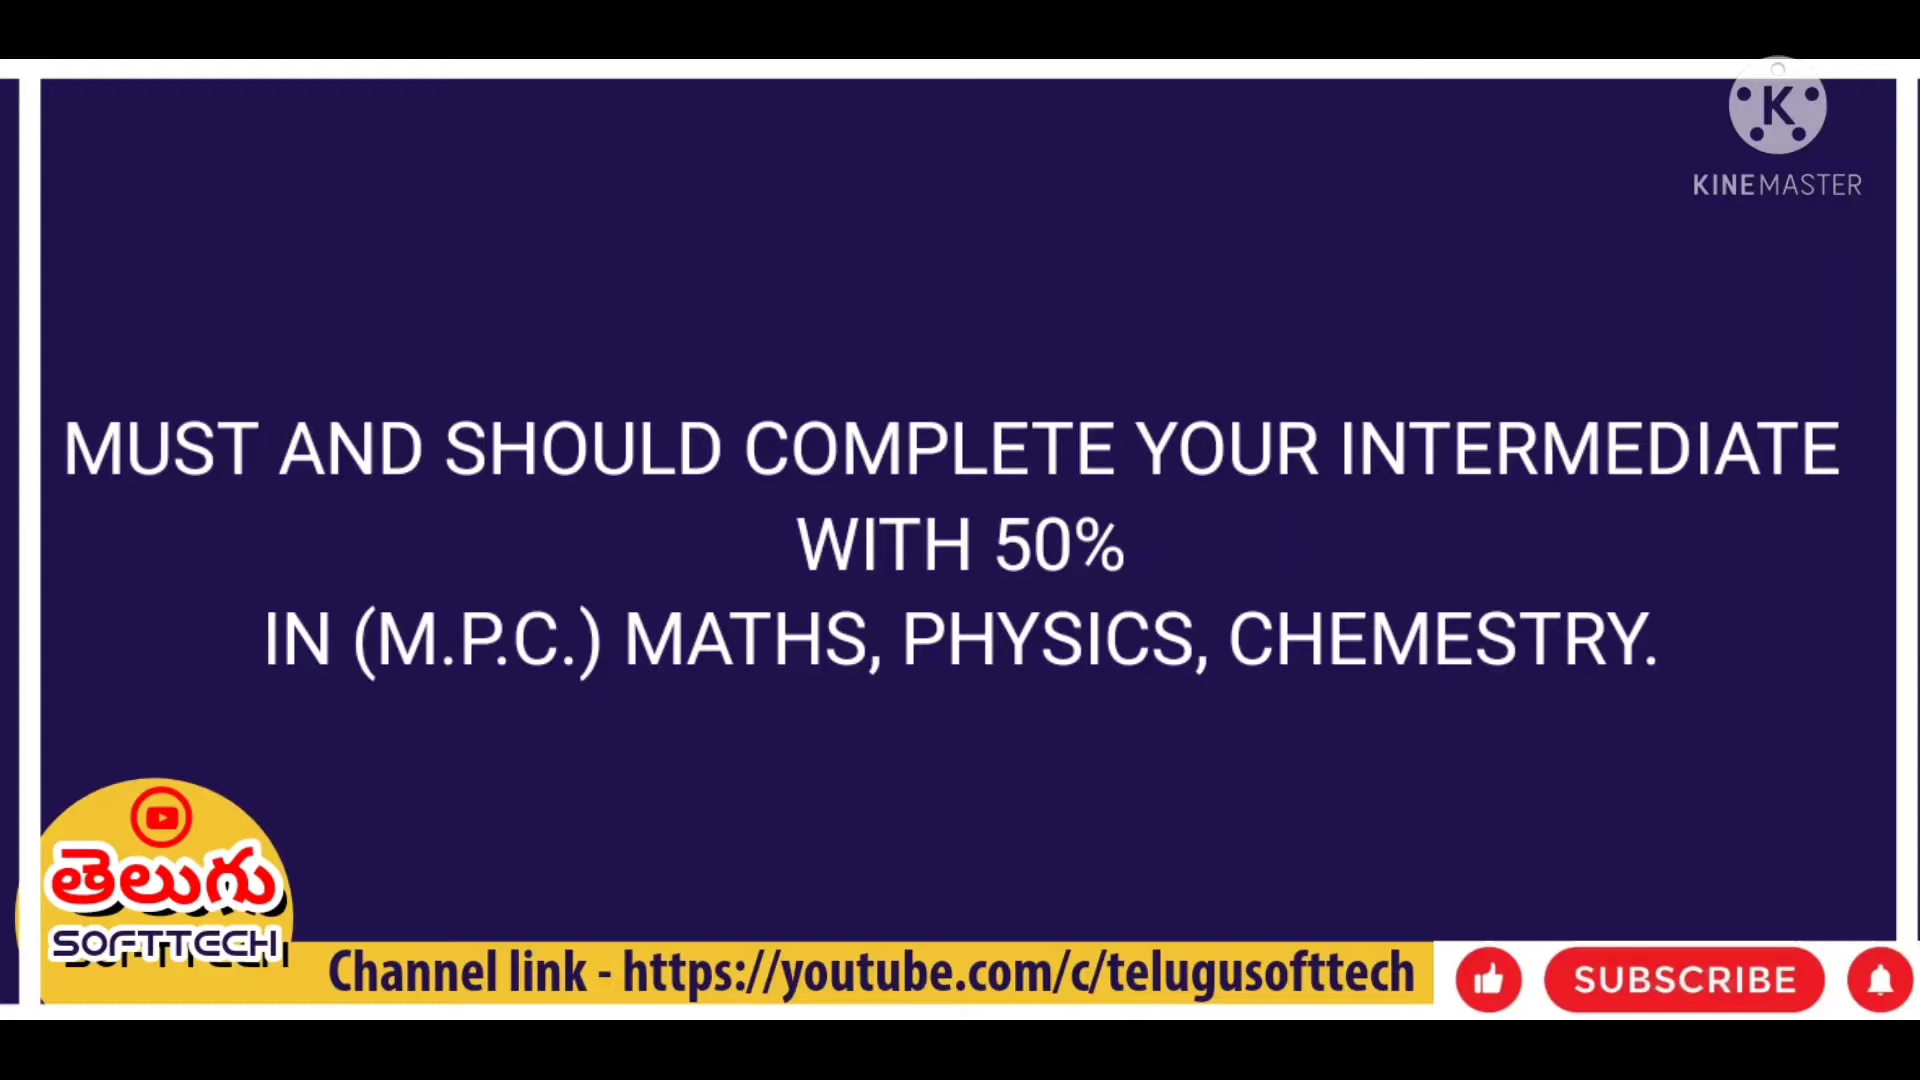 K
KINEMASTER
MUST AND SHOULD COMPLETE YOUR INTERMEDIATE
WITH 50%
IN (M.P.C.) MATHS, PHYSICS, CHEMESTRY.
తెలుగు
SOFTTECH
Channel link - https://youtube.com/c/telugusofttech
SUBSCRIBE